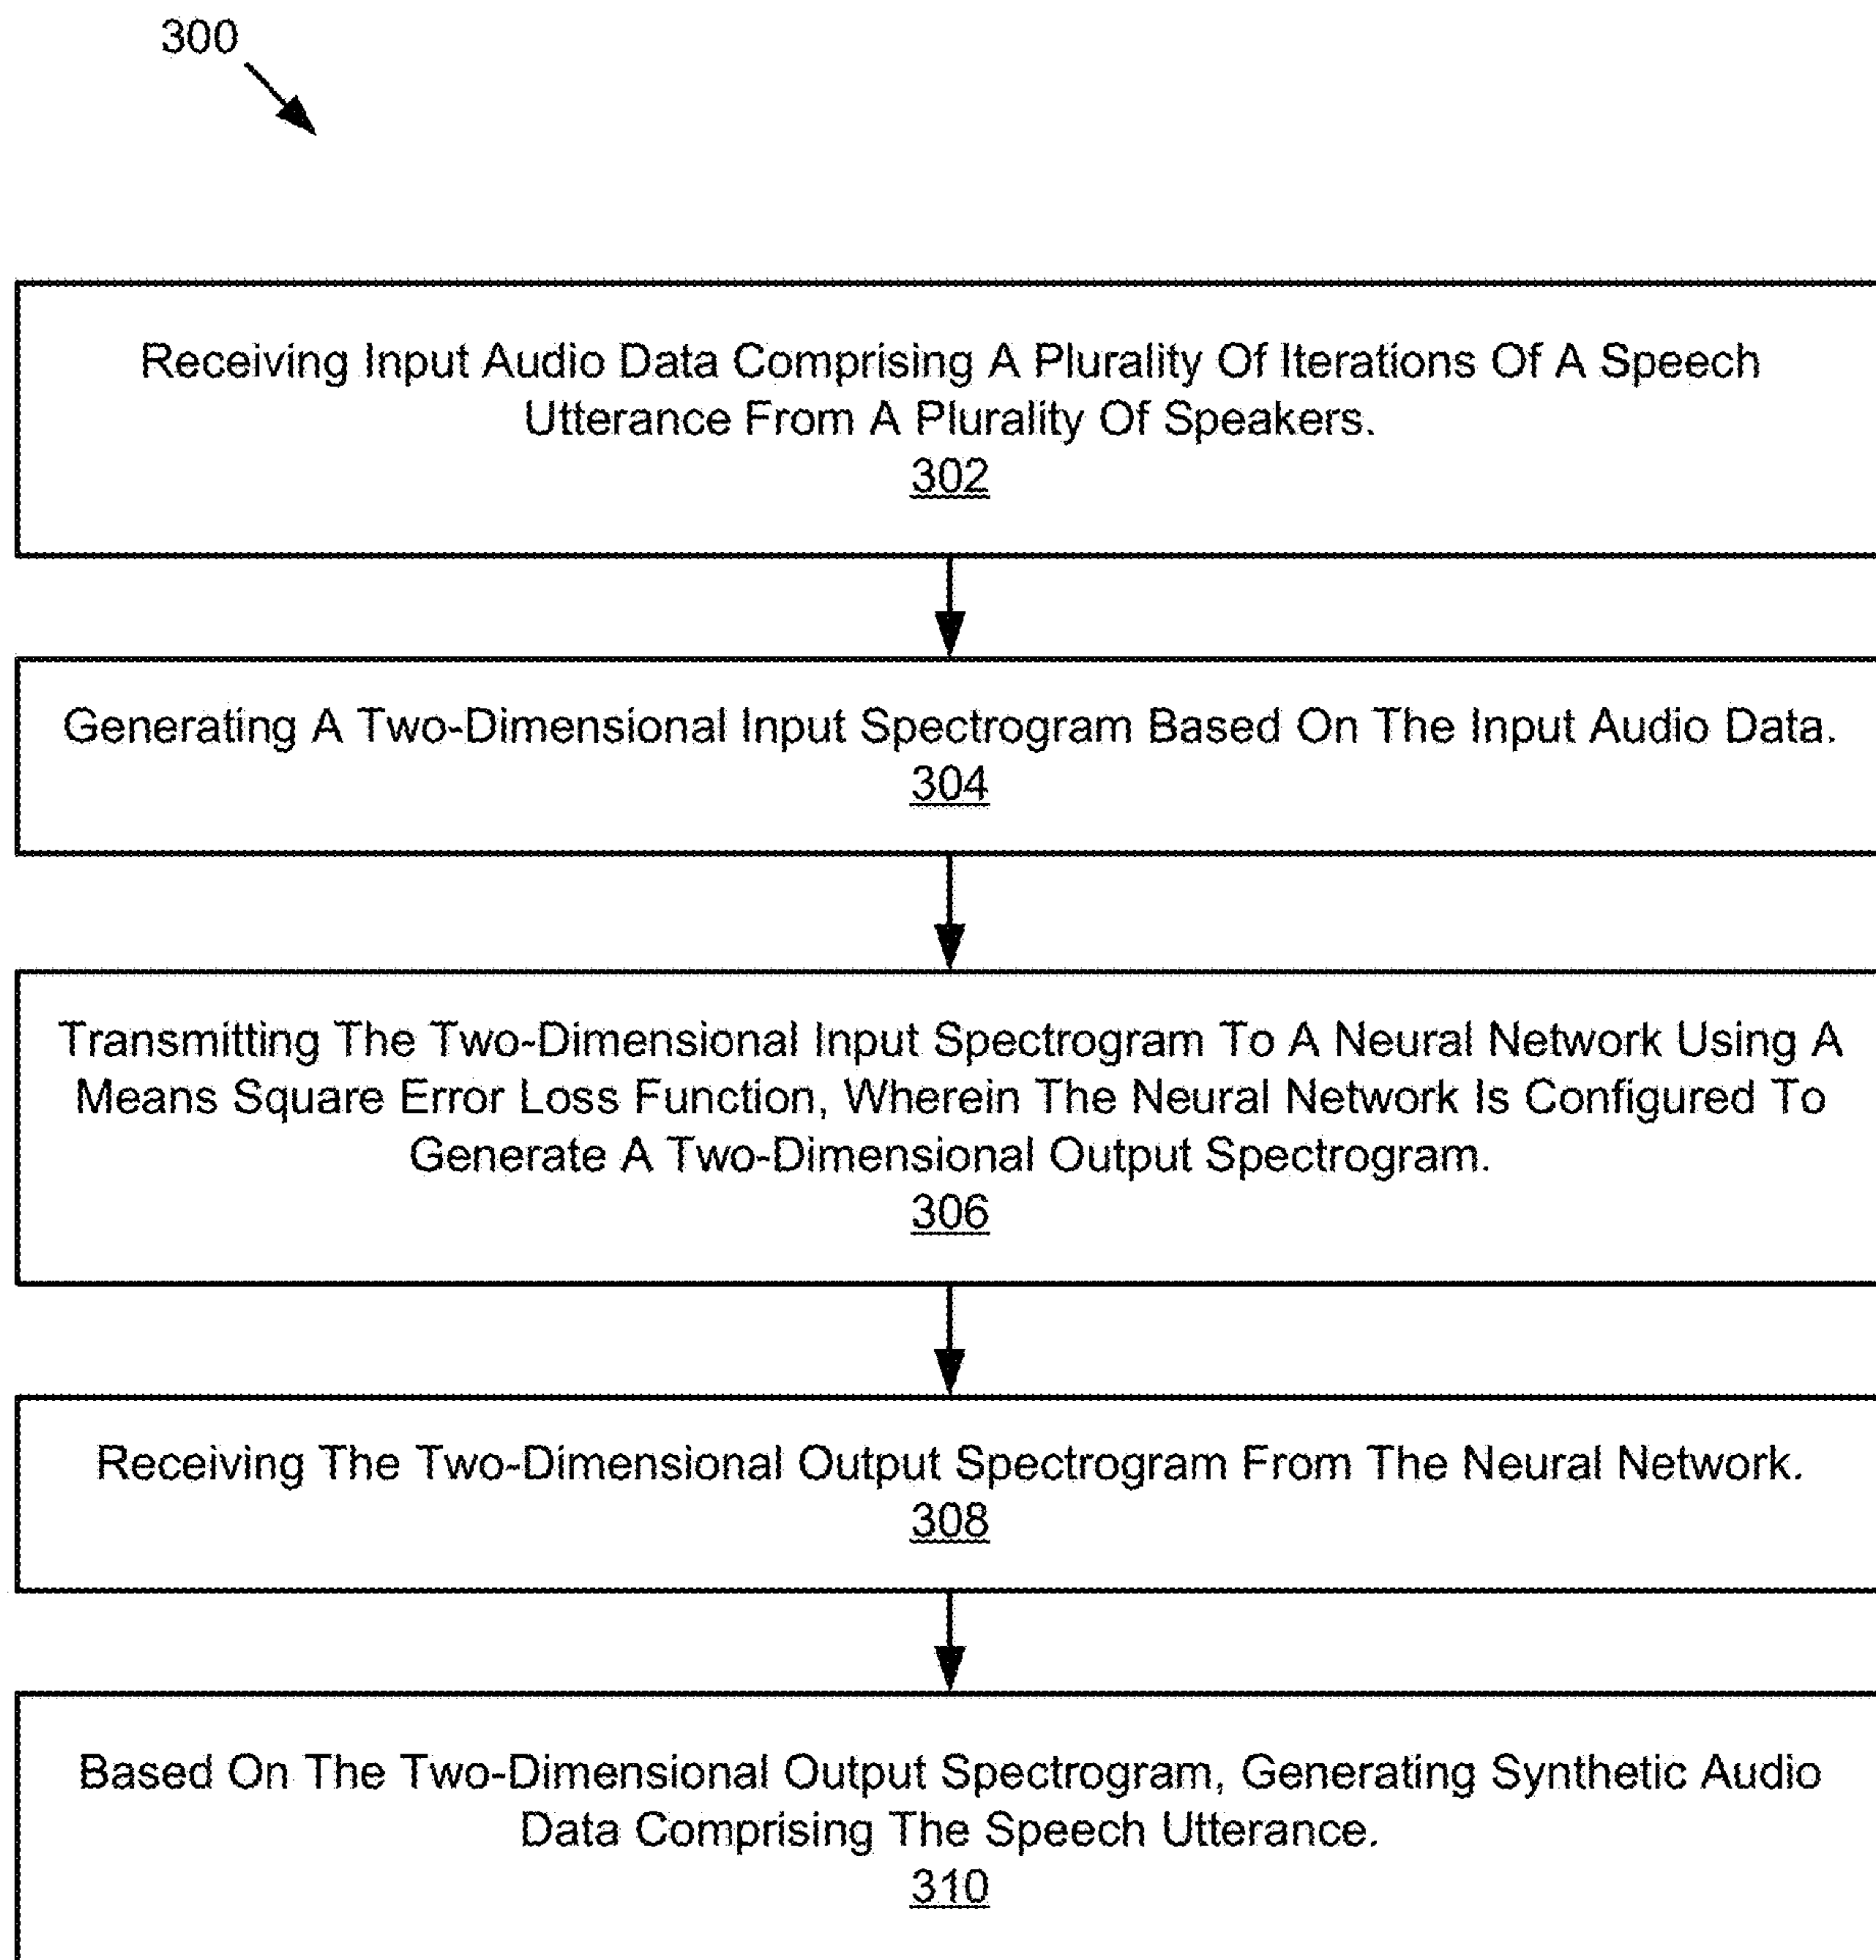 300
Receiving Input Audio Data Comprising A Plurality Of Iterations Of A Speech
Utterance From A Plurality Of Speakers.
302
Generating A Two-Dimensional Input Spectrogram Based On The Input Audio Data.
304
Transmitting The Two-Dimensional Input Spectrogram To A Neural Network Using A
Means Square Error Loss Function, Wherein The Neural Network Is Configured To
Generate A Two-Dimensional Output Spectrogram.
306
Receiving The Two-Dimensional Output Spectrogram From The Neural Network.
308
Based On The Two-Dimensional Output Spectrogram, Generating Synthetic Audio
Data Comprising The Speech Utterance.
310